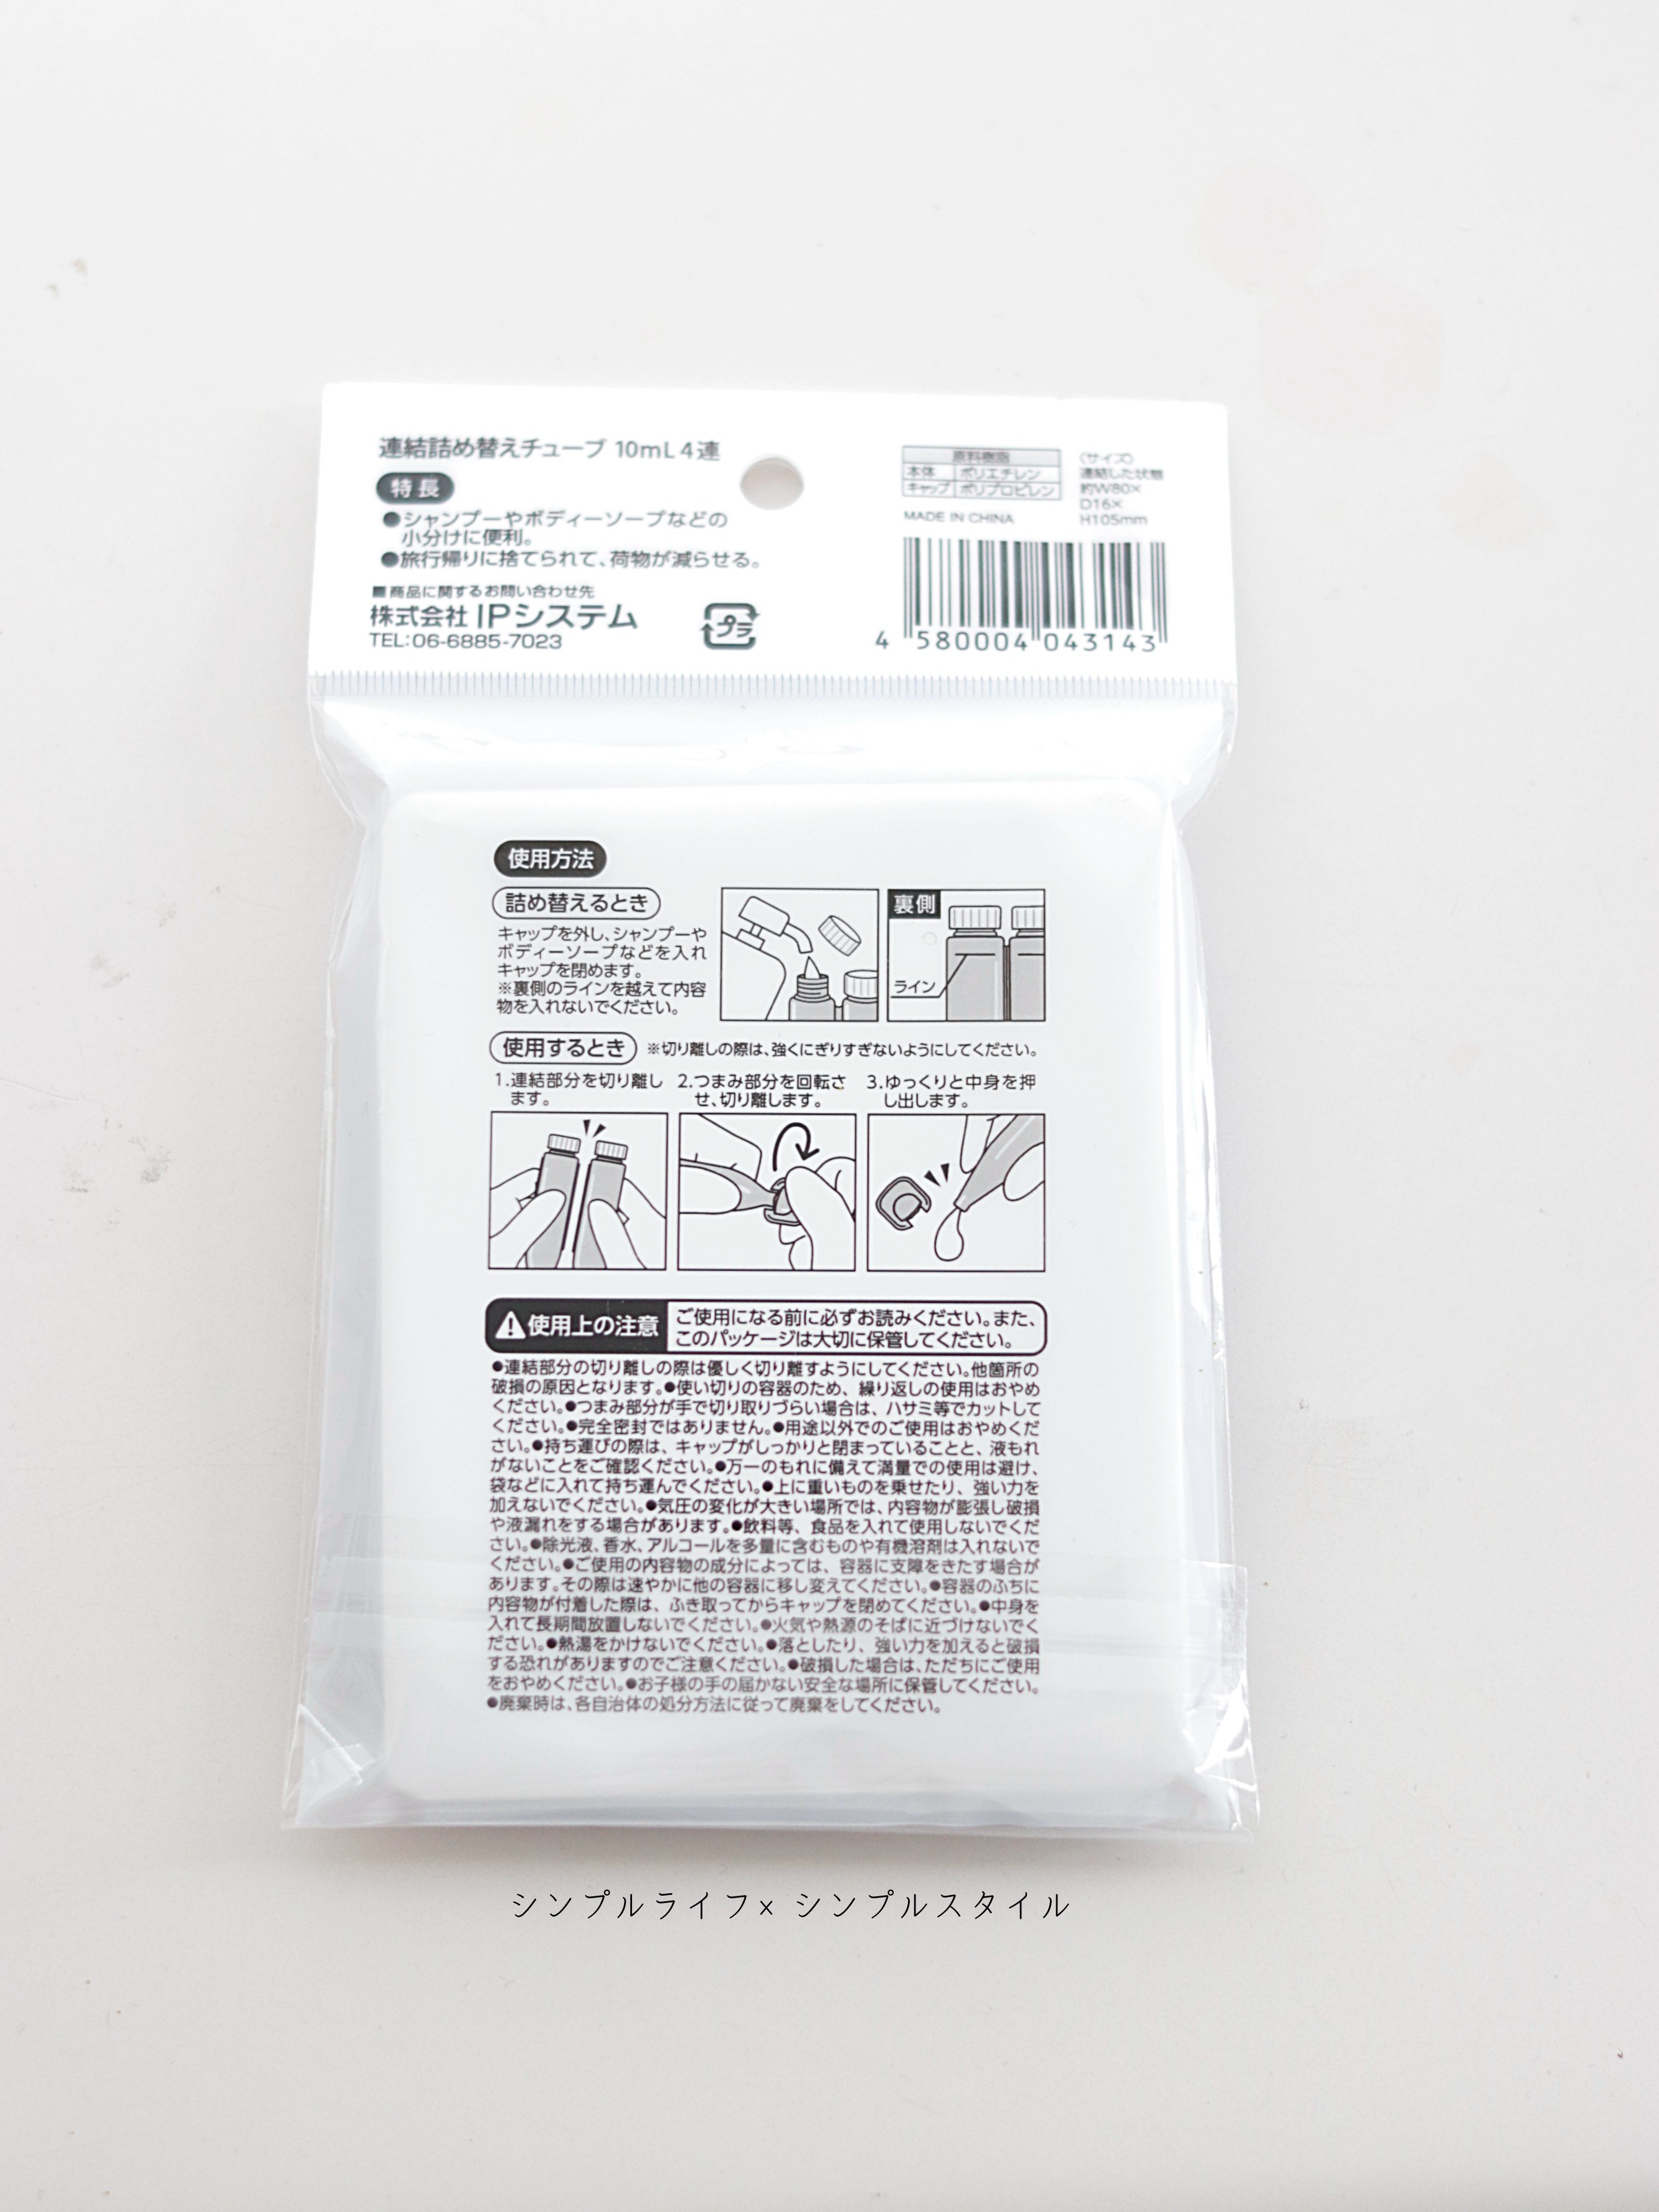 連結詰め替えチューブ 10mL 4連
特長
●シャンプーやボディーソープなどの
小分けに便利。
●旅行帰りに捨てられて、荷物が減らせる。
■商品に関するお問い合わせ先
株式会社 IPシステム
TEL:06-6885-7023
プラ
原料樹脂
本体 ポリエチレン
キャップ ポリプロピレン
MADE IN CHINA
〈サイズ〉
連結した状態
約W80×
D16×
H105mm
4 580004 043143
使用方法
詰め替えるとき
キャップを外し、シャンプーや
ボディーソープなどを入れ
キャップを閉めます。
※裏側のラインを越えて内容
物を入れないでください。
裏側
ライン
使用するとき ※切り離しの際は、強くにぎりすぎないようにしてください。
1.連結部分を切り離し
ます。
2.つまみ部分を回転さ
せ、切り離します。
3.ゆっくりと中身を押
し出します。
使用上の注意
ご使用になる前に必ずお読みください。また、
このパッケージは大切に保管してください。
●連結部分の切り離しの際は優しく切り離すようにしてください。他箇所の
破損の原因となります。●使い切りの容器のため、繰り返しの使用はおやめ
ください。●つまみ部分が手で切り取りづらい場合は、ハサミ等でカットして
ください。●完全密封ではありません。●用途以外でのご使用はおやめくだ
さい。●持ち運びの際は、キャップがしっかりと閉まっていることと、液もれ
がないことをご確認ください。●万一のもれに備えて満量での使用は避け、
袋などに入れて持ち運んでください。●上に重いものを乗せたり、強い力を
加えないでください。●気圧の変化が大きい場所では、内容物が膨張し破損
や液漏れをする場合があります。●飲料等、食品を入れて使用しないでくだ
さい。●除光液、香水、アルコールを多量に含むものや有機溶剤は入れないで
ください。●ご使用の内容物の成分によっては、容器に支障をきたす場合が
あります。その際は速やかに他の容器に移し変えてください。●容器のふちに
内容物が付着した際は、ふき取ってからキャップを閉めてください。●中身を
入れて長期間放置しないでください。●火気や熱源のそばに近づけないでく
ださい。●熱湯をかけないでください。●落としたり、強い力を加えると破損
する恐れがありますのでご注意ください。●破損した場合は、ただちにご使用
をおやめください。●お子様の手の届かない安全な場所に保管してください。
●廃棄時は、各自治体の処分方法に従って廃棄をしてください。
シンプルライフ× シンプルスタイル